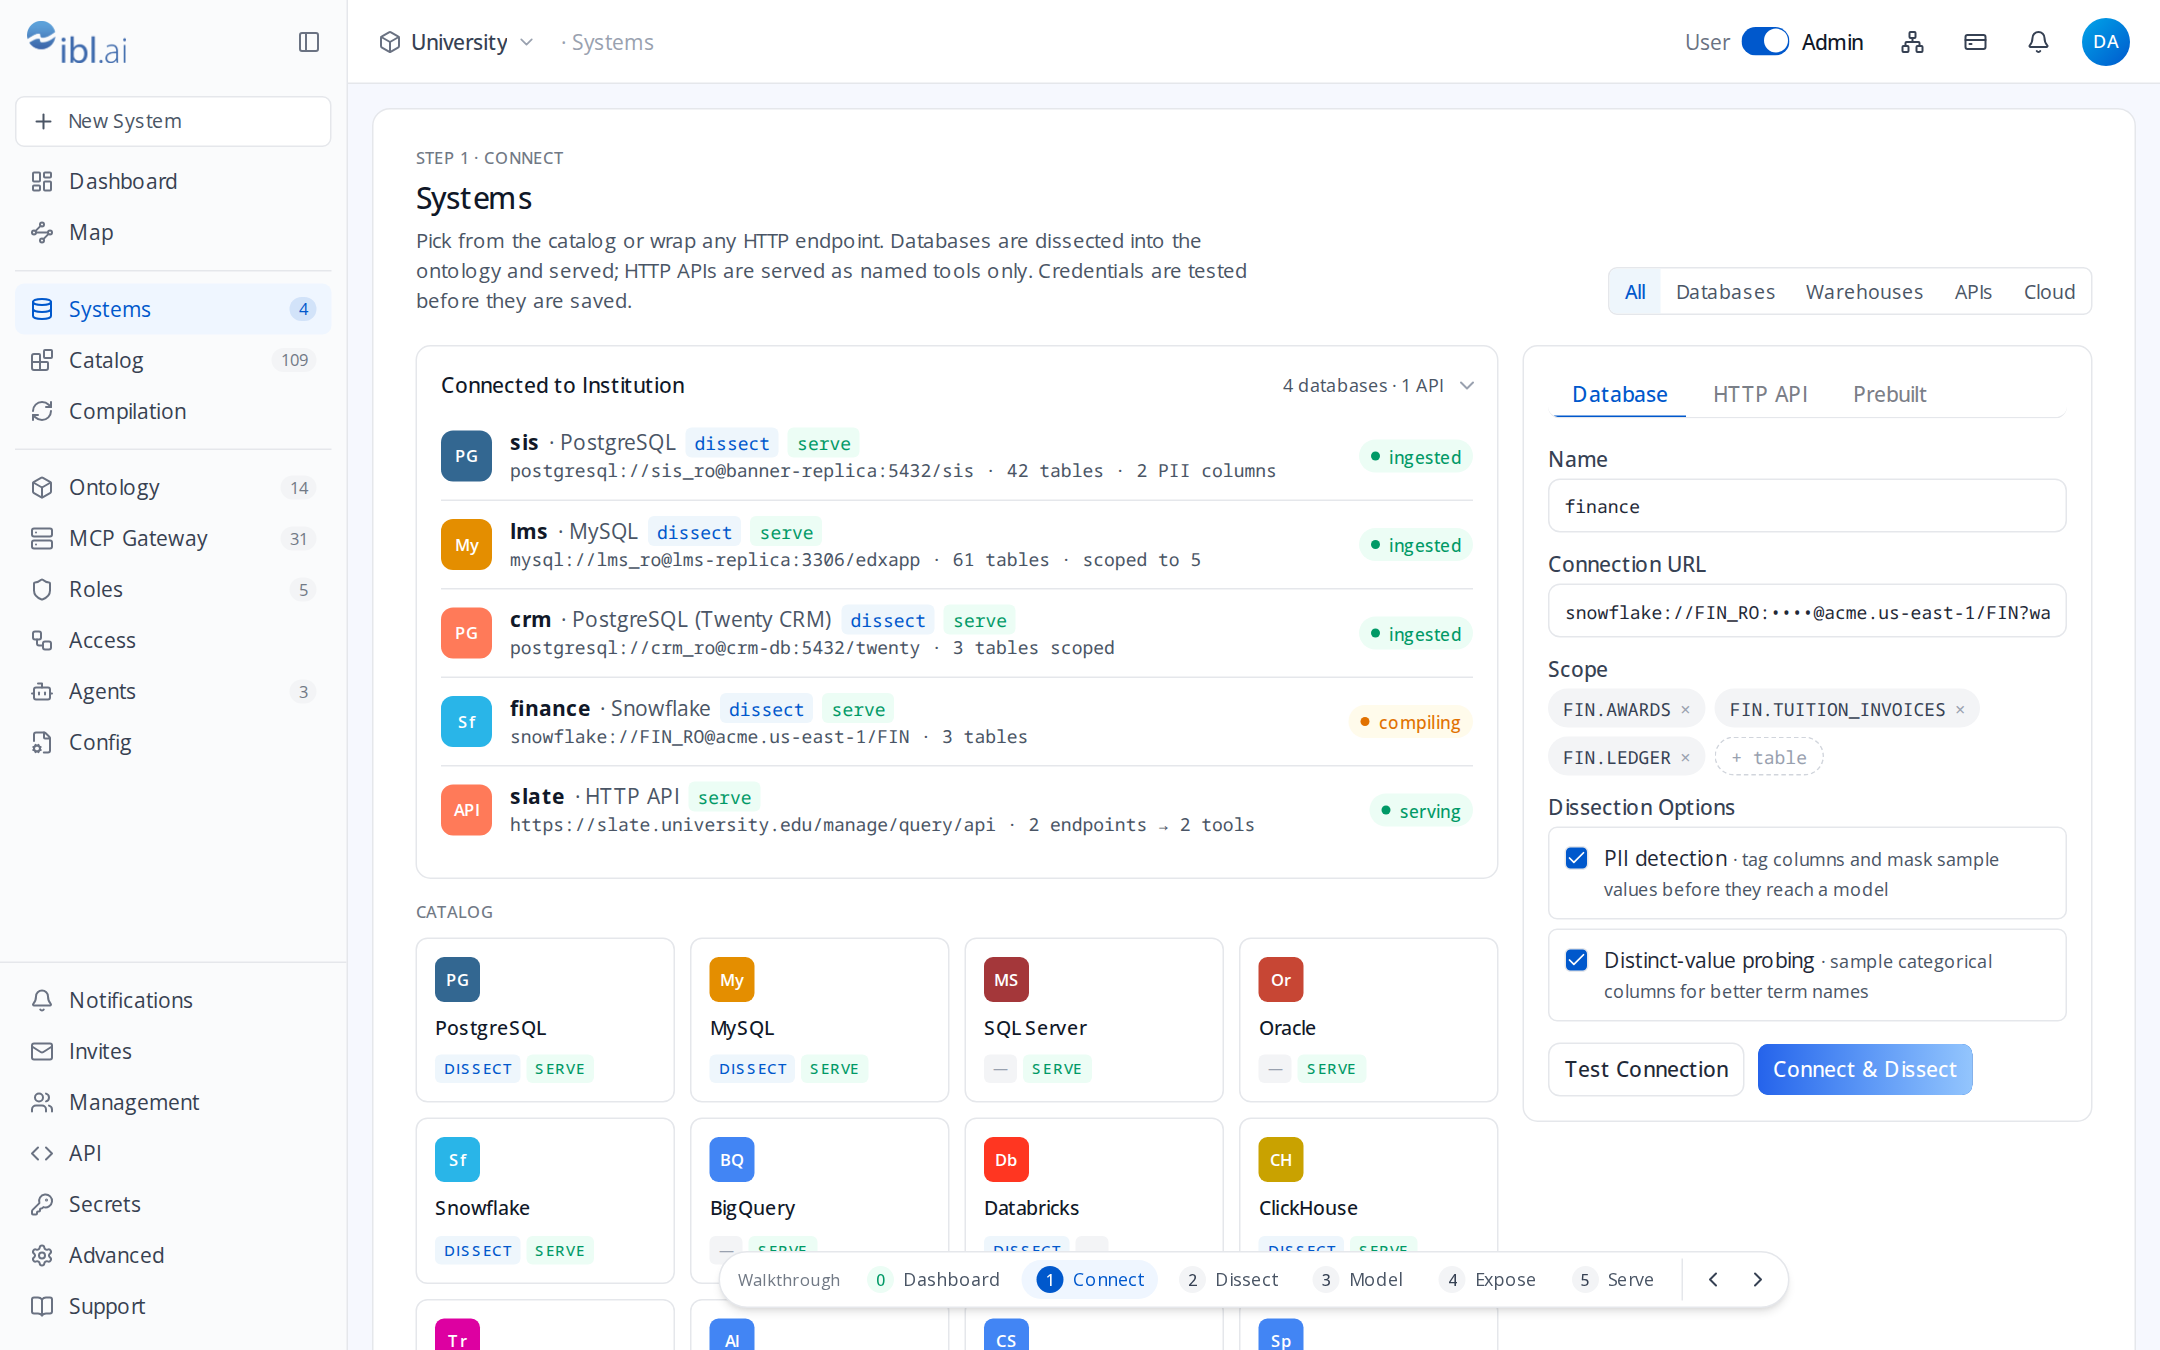 ibl.ai
University
· Systems
User
Admin
DA
New System
Dashboard
Map
Systems 4
Catalog 109
Compilation
Ontology 14
MCP Gateway 31
Roles 5
Access
Agents 3
Config
Notifications
Invites
Management
API
Secrets
Advanced
Support
STEP 1 · CONNECT
Systems
Pick from the catalog or wrap any HTTP endpoint. Databases are dissected into the
ontology and served; HTTP APIs are served as named tools only. Credentials are tested
before they are saved.
All Databases Warehouses APIs Cloud
Connected to Institution
4 databases · 1 API
PG
sis · PostgreSQL dissect serve
postgresql://sis_ro@banner-replica:5432/sis · 42 tables · 2 PII columns
ingested
My
lms · MySQL dissect serve
mysql://lms_ro@lms-replica:3306/edxapp · 61 tables · scoped to 5
ingested
PG
crm · PostgreSQL (Twenty CRM) dissect serve
postgresql://crm_ro@crm-db:5432/twenty · 3 tables scoped
ingested
Sf
finance · Snowflake dissect serve
snowflake://FIN_RO@acme.us-east-1/FIN · 3 tables
compiling
API
slate · HTTP API serve
https://slate.university.edu/manage/query/api · 2 endpoints → 2 tools
serving
CATALOG
PG
PostgreSQL
DISSECT SERVE
My
MySQL
DISSECT SERVE
MS
SQL Server
— SERVE
Or
Oracle
— SERVE
Sf
Snowflake
DISSECT SERVE
BQ
BigQuery
— SERVE
Db
Databricks
DISSECT
CH
ClickHouse
DISSECT SERVE
Tr
Al
CS
Sp
Database HTTP API Prebuilt
Name
finance
Connection URL
snowflake://FIN_RO:••••@acme.us-east-1/FIN?wa
Scope
FIN.AWARDS × FIN.TUITION_INVOICES ×
FIN.LEDGER × + table
Dissection Options
PII detection · tag columns and mask sample
values before they reach a model
Distinct-value probing · sample categorical
columns for better term names
Test Connection
Connect & Dissect
Walkthrough 0 Dashboard 1 Connect 2 Dissect 3 Model 4 Expose 5 Serve